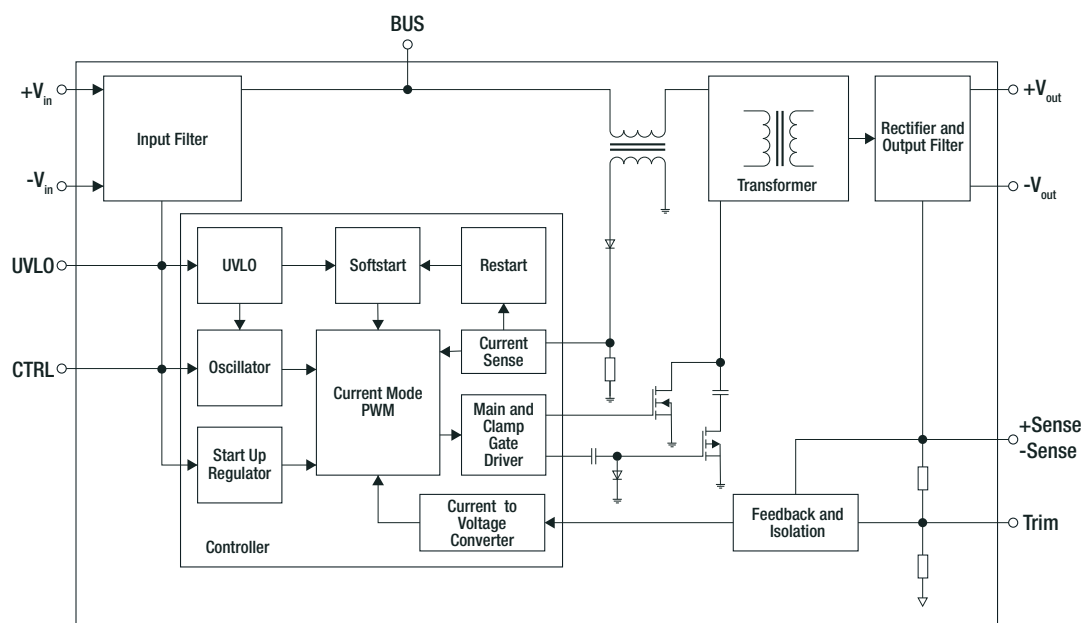 BUS
+Vin
-Vin
Input Filter
Transformer
Rectifier and
Output Filter
+Vout
-Vout
UVLO
UVLO
Softstart
Restart
CTRL
Oscillator
Current Mode
PWM
Current
Sense
Main and
Clamp
Gate
Driver
Start Up
Regulator
Current to
Voltage
Converter
Controller
Feedback and
Isolation
+Sense
-Sense
Trim